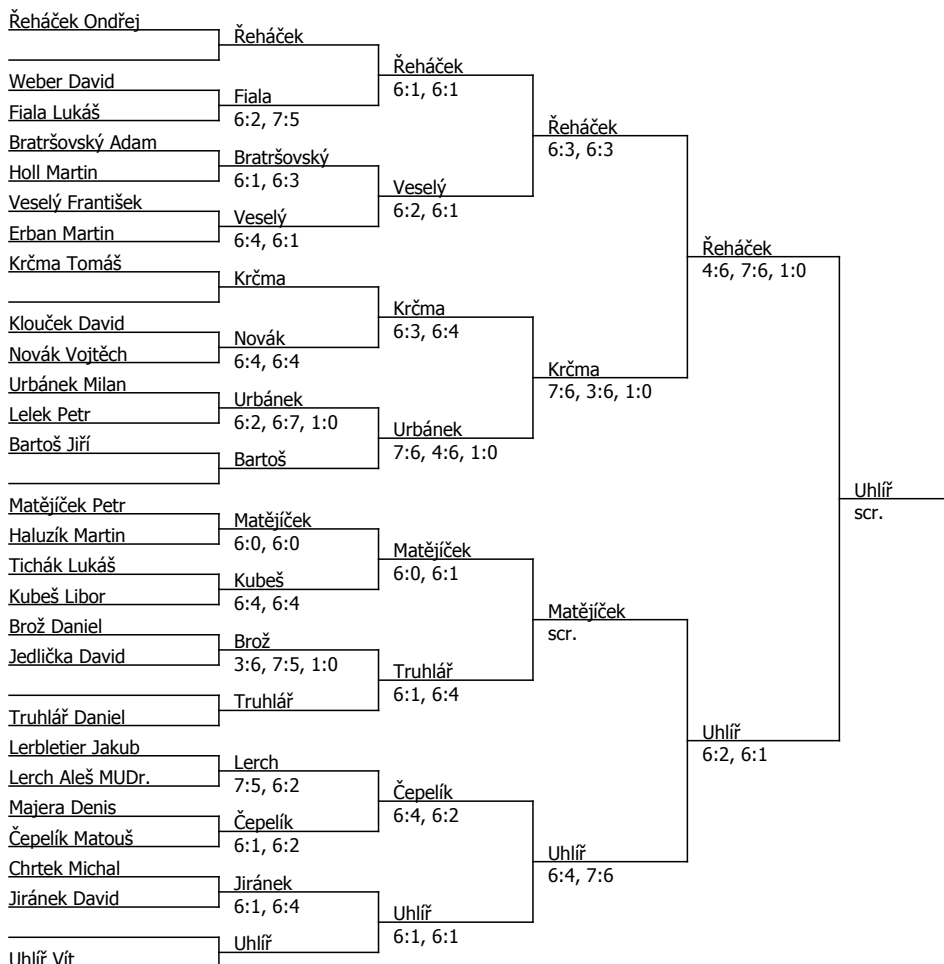 Řeháček Ondřej
Řeháček
Řeháček
6:1, 6:1
Weber David
Fiala
6:2, 7:5
Fiala Lukáš
Řeháček
6:3, 6:3
Bratršovský Adam
Bratršovský
6:1, 6:3
Holl Martin
Veselý
6:2, 6:1
Veselý František
Veselý
6:4, 6:1
Erban Martin
Řeháček
4:6, 7:6, 1:0
Krčma Tomáš
Krčma
Krčma
6:3, 6:4
Klouček David
Novák
6:4, 6:4
Novák Vojtěch
Krčma
7:6, 3:6, 1:0
Urbánek Milan
Urbánek
6:2, 6:7, 1:0
Lelek Petr
Urbánek
7:6, 4:6, 1:0
Bartoš Jiří
Bartoš
Uhlíř
scr.
Matějíček Petr
Matějíček
6:0, 6:0
Haluzík Martin
Matějíček
6:0, 6:1
Tichák Lukáš
Kubeš
6:4, 6:4
Kubeš Libor
Matějíček
scr.
Brož Daniel
Brož
3:6, 7:5, 1:0
Jedlička David
Truhlář
6:1, 6:4
Truhlář
Truhlář Daniel
Uhlíř
6:2, 6:1
Lerbletier Jakub
Lerch
7:5, 6:2
Lerch Aleš MUDr.
Čepelík
6:4, 6:2
Majera Denis
Čepelík
6:1, 6:2
Čepelík Matouš
Uhlíř
6:4, 7:6
Chrtek Michal
Jiránek
6:1, 6:4
Jiránek David
Uhlíř
6:1, 6:1
Uhlíř
Uhlíř Vít